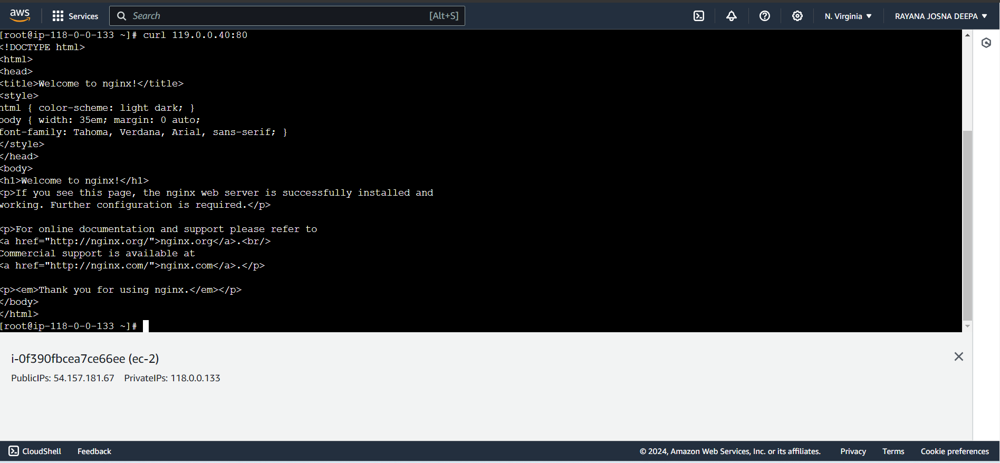 aws Services Search [Alt+S] N. Virginia RAYANA JOSNA DEEPA
[root@ip-118-0-0-133 ~]# curl 119.0.0.40:80
<!DOCTYPE html>
<html>
<head>
<title>Welcome to nginx!</title>
<style>
html { color-scheme: light dark; }
body { width: 35em; margin: 0 auto;
font-family: Tahoma, Verdana, Arial, sans-serif; }
</style>
</head>
<body>
<h1>Welcome to nginx!</h1>
<p>If you see this page, the nginx web server is successfully installed and
working. Further configuration is required.</p>
<p>For online documentation and support please refer to
<a href="http://nginx.org/">nginx.org</a>.<br/>
Commercial support is available at
<a href="http://nginx.com/">nginx.com</a>.</p>
<p><em>Thank you for using nginx.</em></p>
</body>
</html>
[root@ip-118-0-0-133 ~]#
i-0f390fbcea7ce66ee (ec-2)
PublicIPs: 54.157.181.67 PrivateIPs: 118.0.0.133
CloudShell Feedback © 2024, Amazon Web Services, Inc. or its affiliates. Privacy Terms Cookie preferences